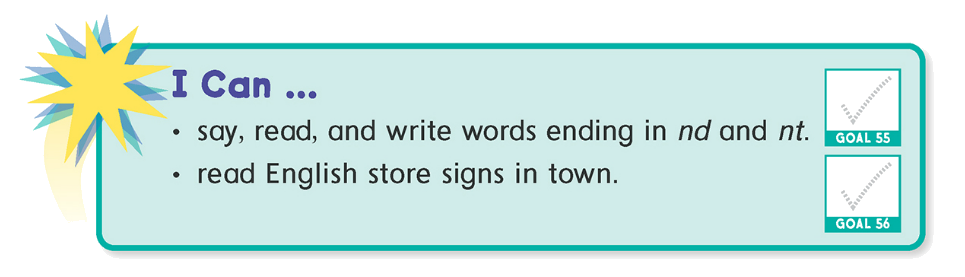 I Can ...
• say, read, and write words ending in nd and nt.
GOAL 55
• read English store signs in town.
GOAL 56